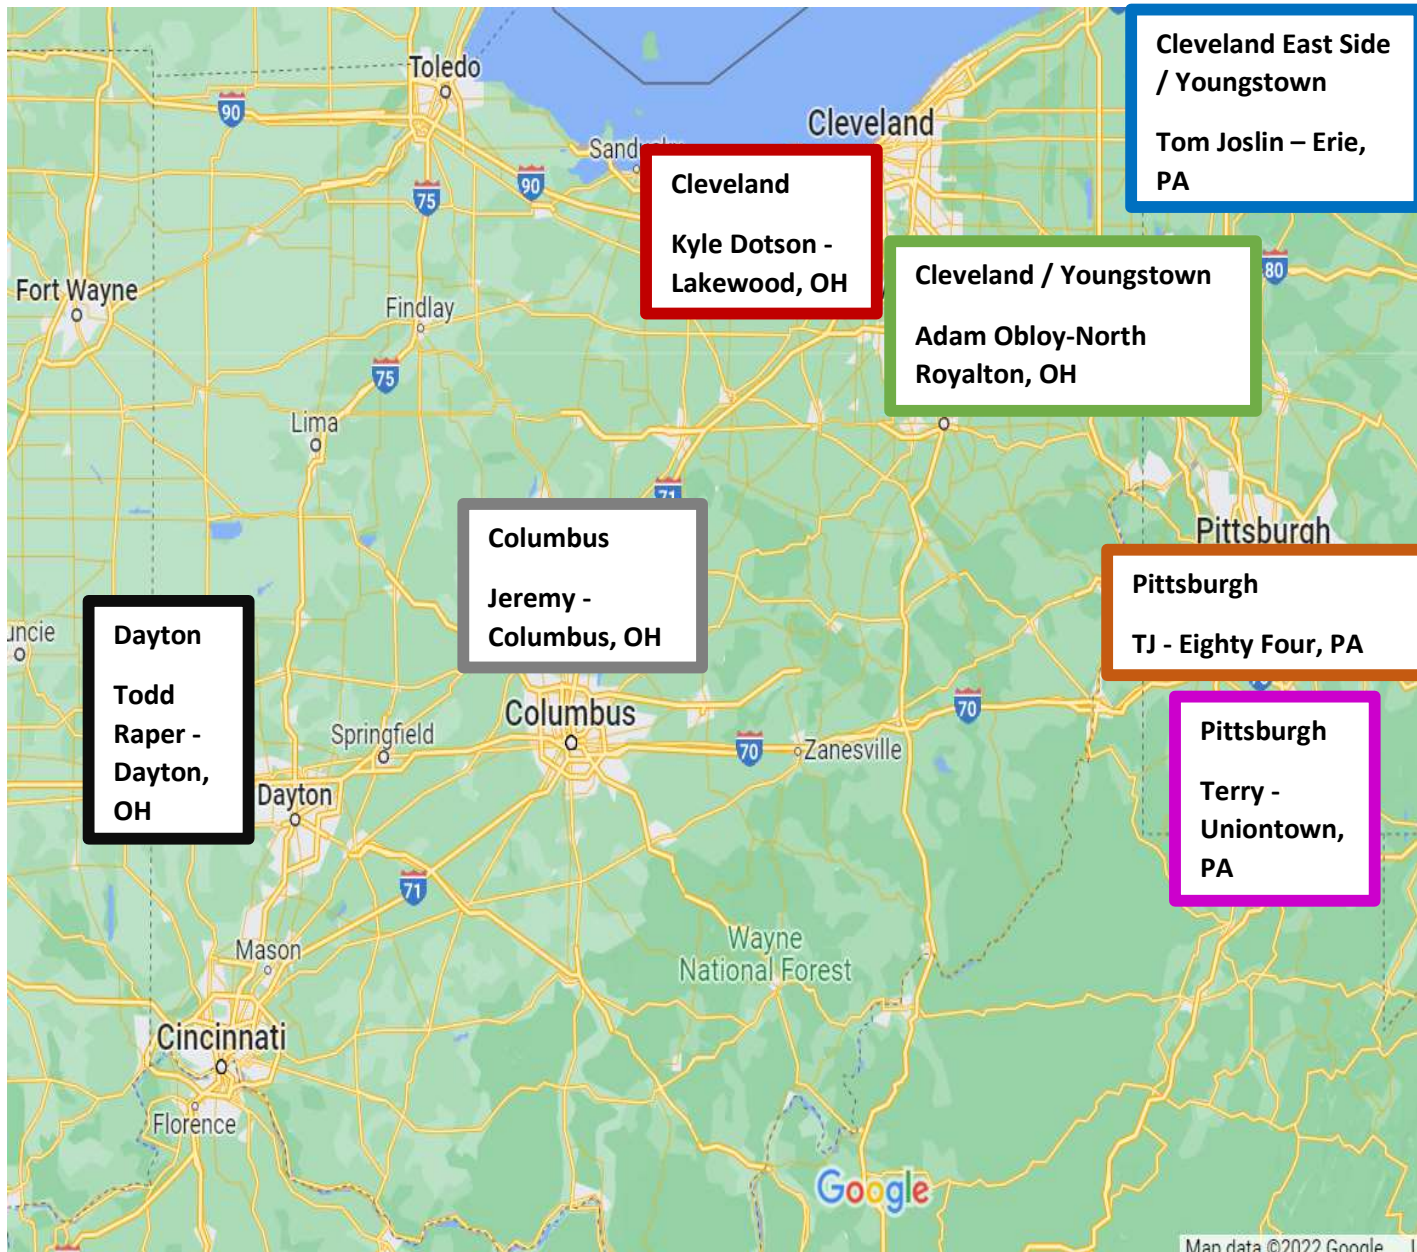 Cleveland East Side
/ Youngstown
Tom Joslin – Erie,
PA
Toledo
90
Cleveland
Sandusky
90
75
Cleveland
Kyle Dotson -
Lakewood, OH
Cleveland / Youngstown
Adam Obloy-North
Royalton, OH
80
Fort Wayne
Findlay
75
Lima
71
Columbus
Jeremy -
Columbus, OH
Pittsburgh
Pittsburgh
TJ - Eighty Four, PA
uncie
Dayton
Todd
Raper -
Dayton,
OH
Columbus
Springfield
70
70
Zanesville
Pittsburgh
Terry -
Uniontown,
PA
Dayton
71
Mason
Wayne
National Forest
Cincinnati
Florence
Google
Map data ©2022 Google